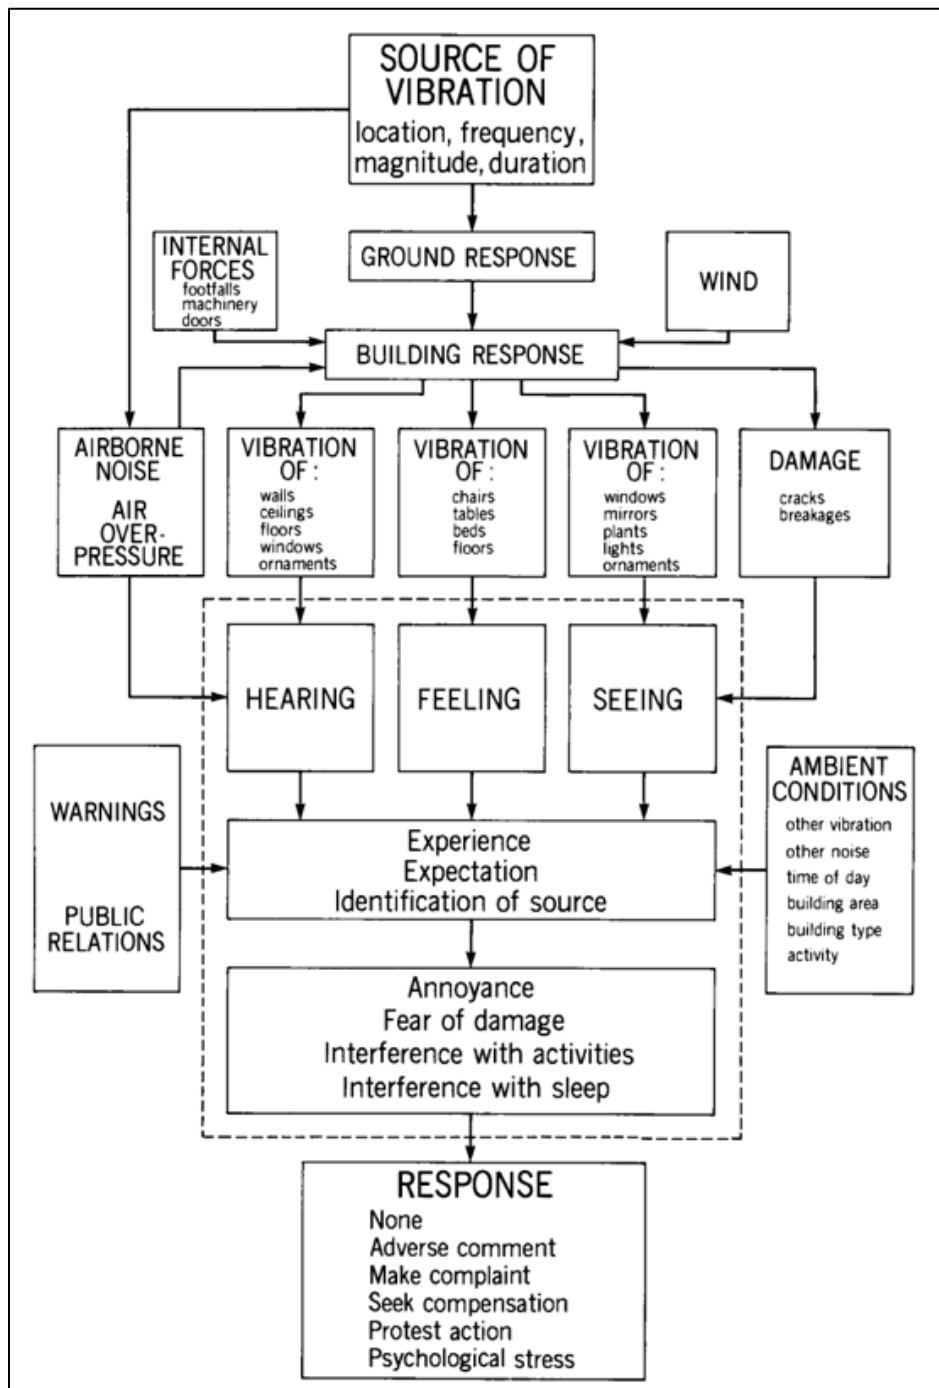 SOURCE OF
VIBRATION
location, frequency,
magnitude, duration
INTERNAL
FORCES
footfalls
machinery
doors
GROUND RESPONSE
WIND
BUILDING RESPONSE
AIRBORNE
NOISE
AIR
OVER-
PRESSURE
VIBRATION
OF :
walls
ceilings
floors
windows
ornaments
VIBRATION
OF :
chairs
tables
beds
floors
VIBRATION
OF :
windows
mirrors
plants
lights
ornaments
DAMAGE
cracks
breakages
HEARING
FEELING
SEEING
WARNINGS
PUBLIC
RELATIONS
Experience
Expectation
Identification of source
AMBIENT
CONDITIONS
other vibration
other noise
time of day
building area
building type
activity
Annoyance
Fear of damage
Interference with activities
Interference with sleep
RESPONSE
None
Adverse comment
Make complaint
Seek compensation
Protest action
Psychological stress